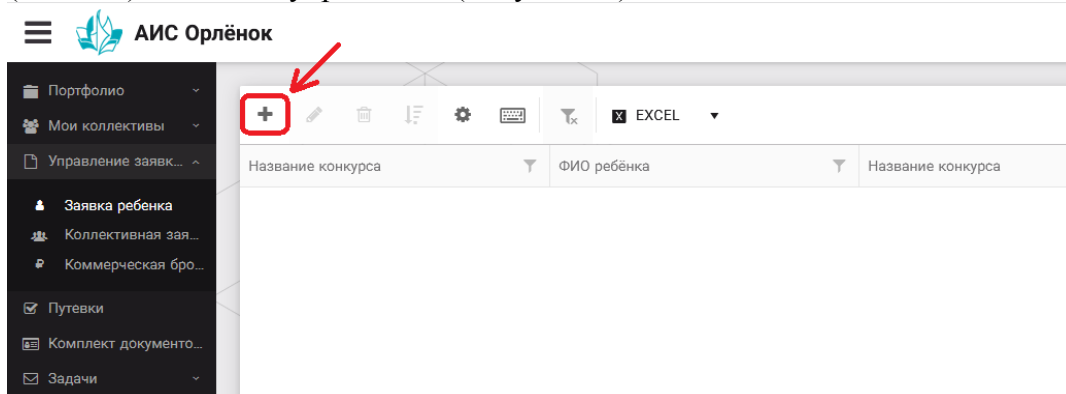 АИС Орлёнок
Портфолио
Мои коллективы
Управление заявк...
Заявка ребенка
Коллективная зая...
Коммерческая бро...
Путевки
Комплект документо...
Задачи
EXCEL
Название конкурса ФИО ребёнка Название конкурса